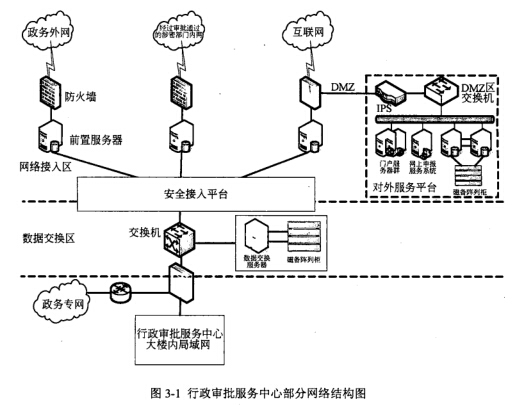 政务外网
经过审批通过
的部密部门内网
互联网
防火墙
DMZ
DMZ区
交换机
IPS
前置服务器
网络接入区
门户服
务器群
网上申报
服务系统
磁备阵列柜
对外服务平台
安全接入平台
数据交换区
交换机
数据交换
服务器
磁备阵列柜
政务专网
行政审批服务中心
大楼内局域网
图 3-1 行政审批服务中心部分网络结构图